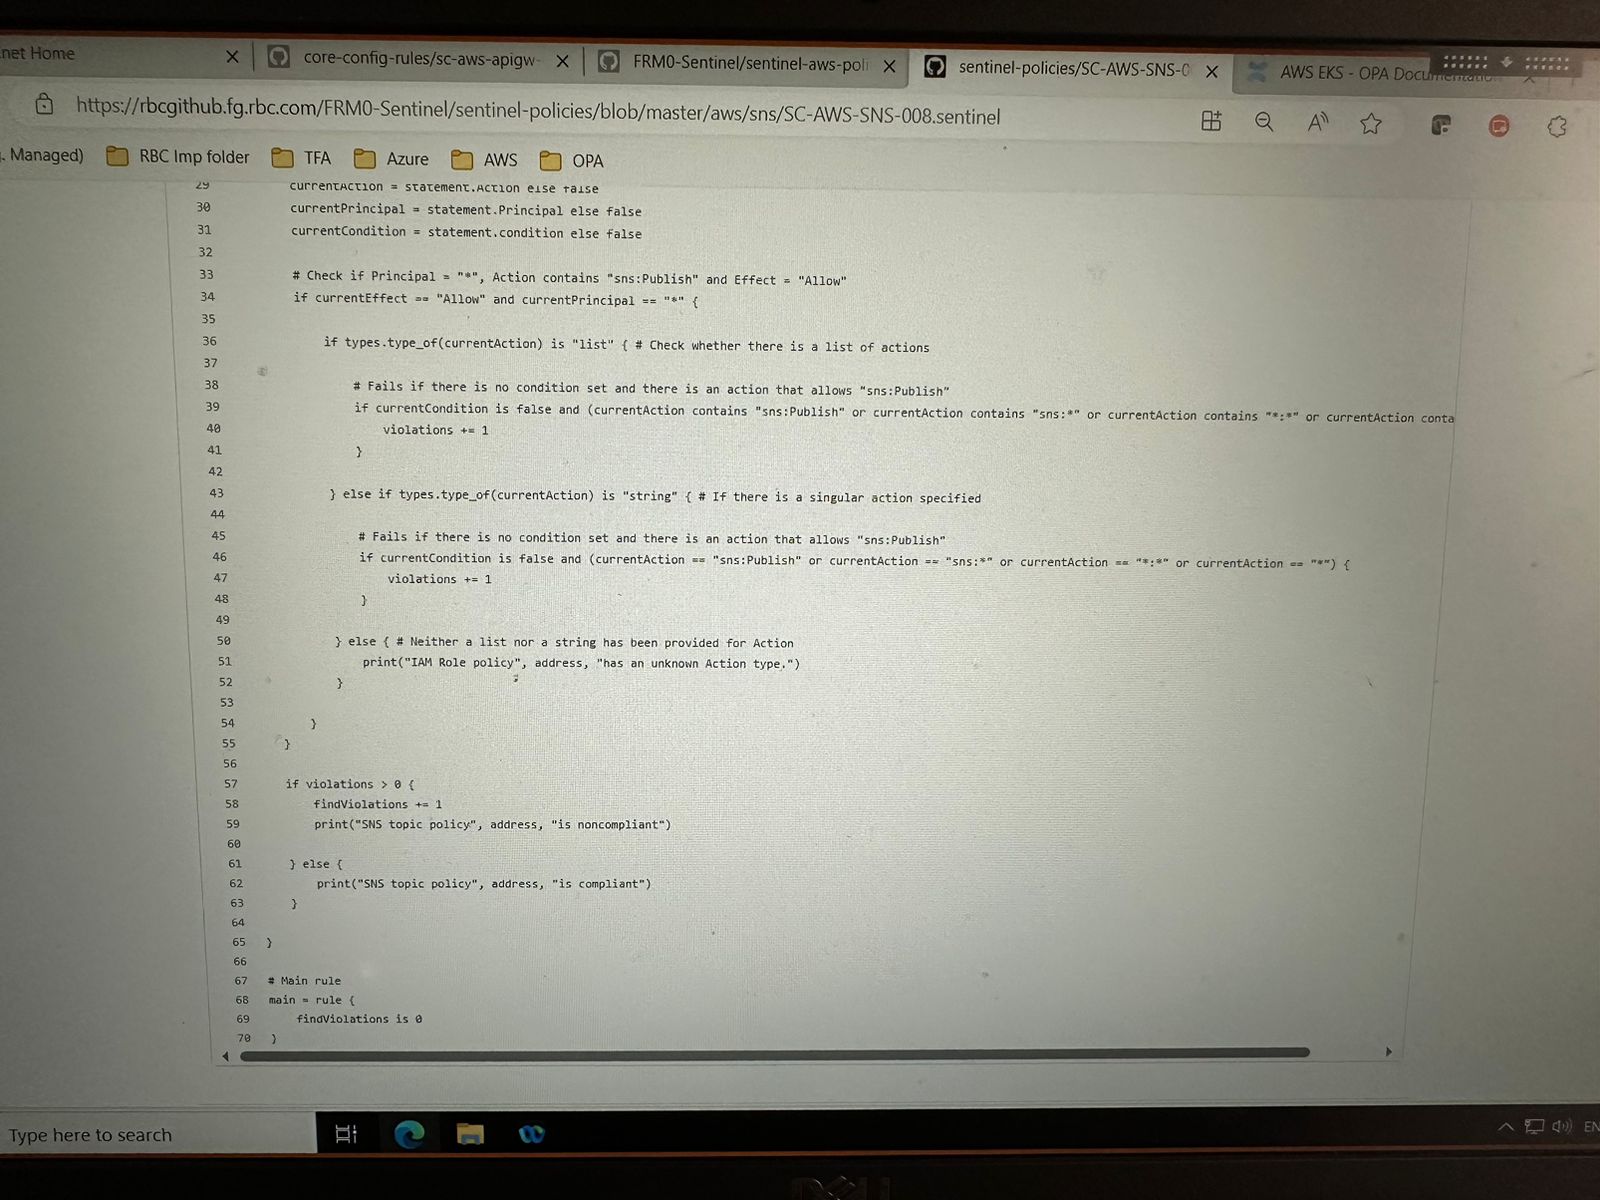 net Home
core-config-rules/sc-aws-apigw-
FRM0-Sentinel/sentinel-aws-poli
sentinel-policies/SC-AWS-SNS-0
AWS EKS - OPA Documentation
https://rbcgithub.fg.rbc.com/FRM0-Sentinel/sentinel-policies/blob/master/aws/sns/SC-AWS-SNS-008.sentinel
. Managed)
RBC Imp folder
TFA
Azure
AWS
OPA
29 currentAction = statement.Action else false
30 currentPrincipal = statement.Principal else false
31 currentCondition = statement.condition else false
32
33 # Check if Principal = "*", Action contains "sns:Publish" and Effect = "Allow"
34 if currentEffect == "Allow" and currentPrincipal == "*" {
35
36 if types.type_of(currentAction) is "list" { # Check whether there is a list of actions
37
38 # Fails if there is no condition set and there is an action that allows "sns:Publish"
39 if currentCondition is false and (currentAction contains "sns:Publish" or currentAction contains "sns:*" or currentAction contains "*:*" or currentAction conta
40 violations += 1
41 }
42
43 } else if types.type_of(currentAction) is "string" { # If there is a singular action specified
44
45 # Fails if there is no condition set and there is an action that allows "sns:Publish"
46 if currentCondition is false and (currentAction == "sns:Publish" or currentAction == "sns:*" or currentAction == "*:*" or currentAction == "*") {
47 violations += 1
48 }
49
50 } else { # Neither a list nor a string has been provided for Action
51 print("IAM Role policy", address, "has an unknown Action type.")
52 }
53
54 }
55 }
56
57 if violations > 0 {
58 findViolations += 1
59 print("SNS topic policy", address, "is noncompliant")
60
61 } else {
62 print("SNS topic policy", address, "is compliant")
63 }
64
65 }
66
67 # Main rule
68 main = rule {
69 findViolations is 0
70 }
Type here to search
EN